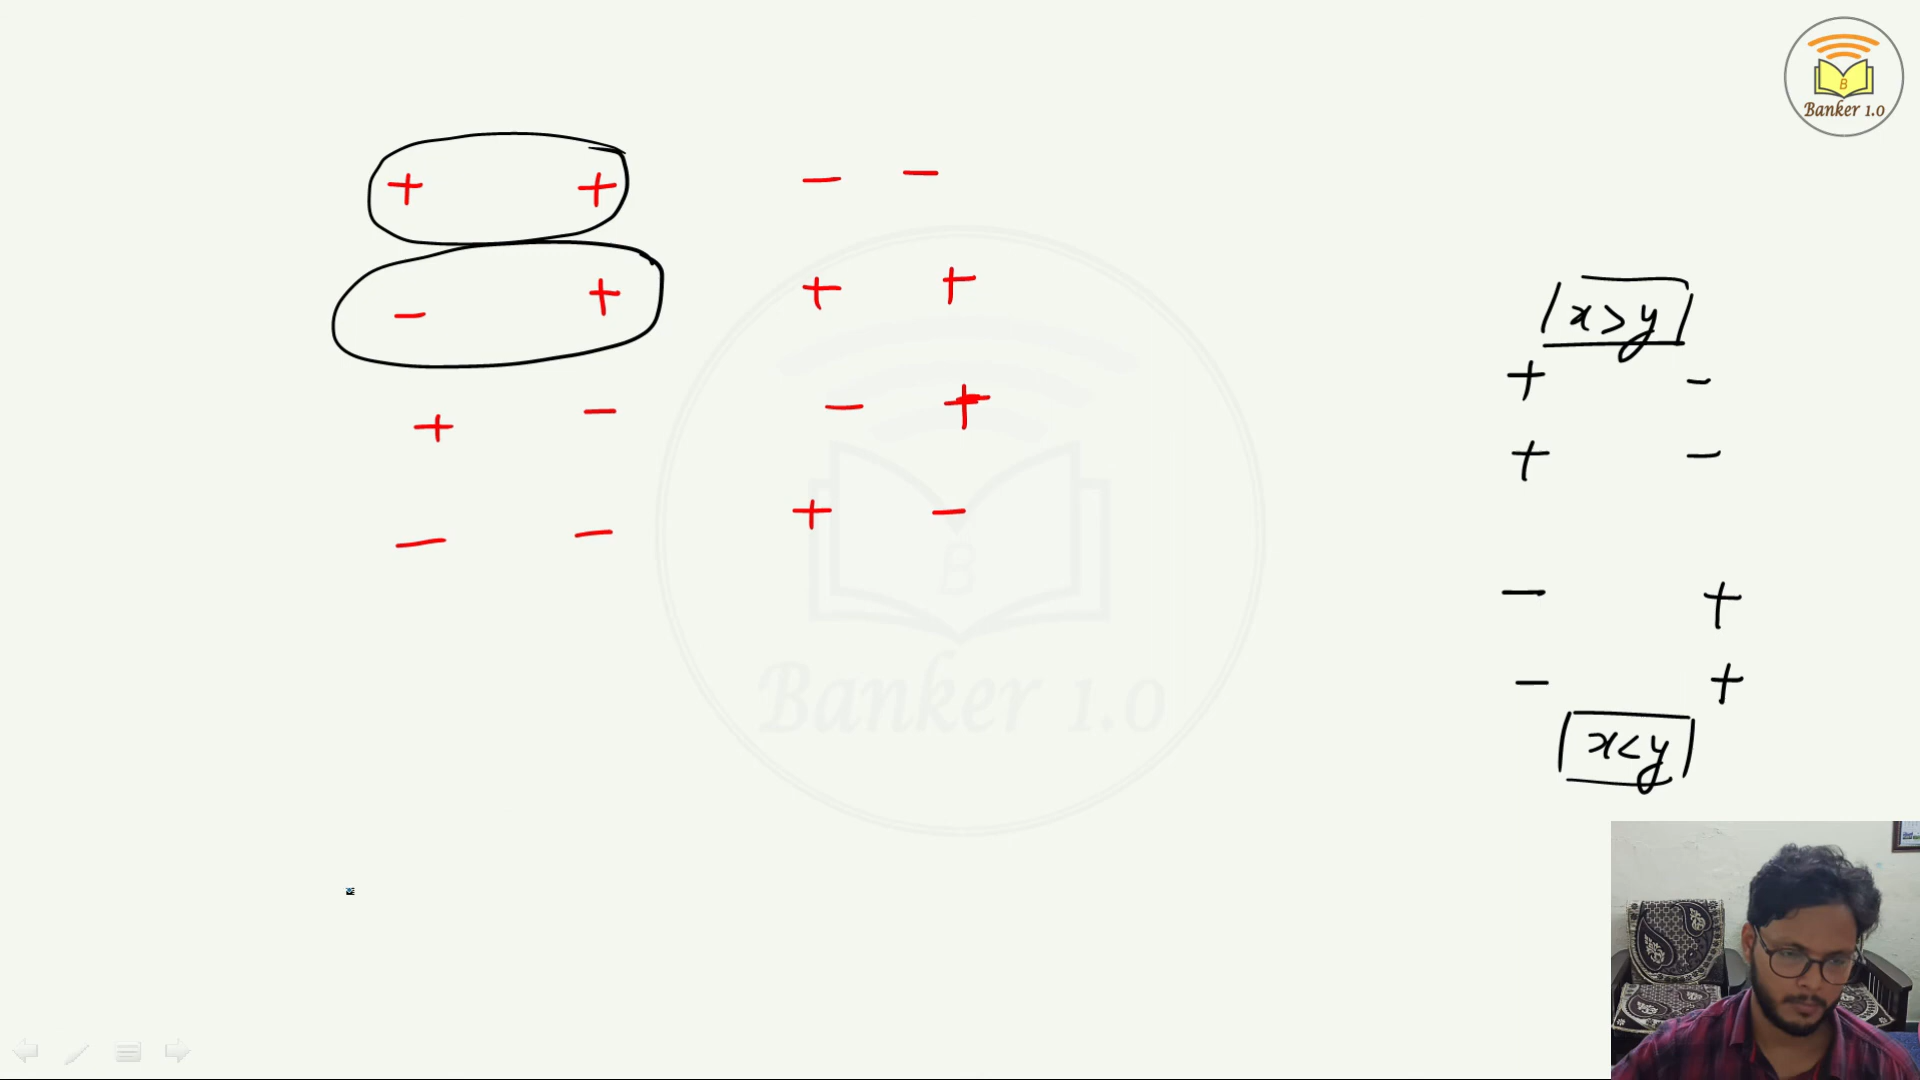 B
Banker 1.0
+ + − −
− + + +
+ − − +
− − + −
x>y
+ −
+ −
− +
− +
x<y
B
Banker 1.0